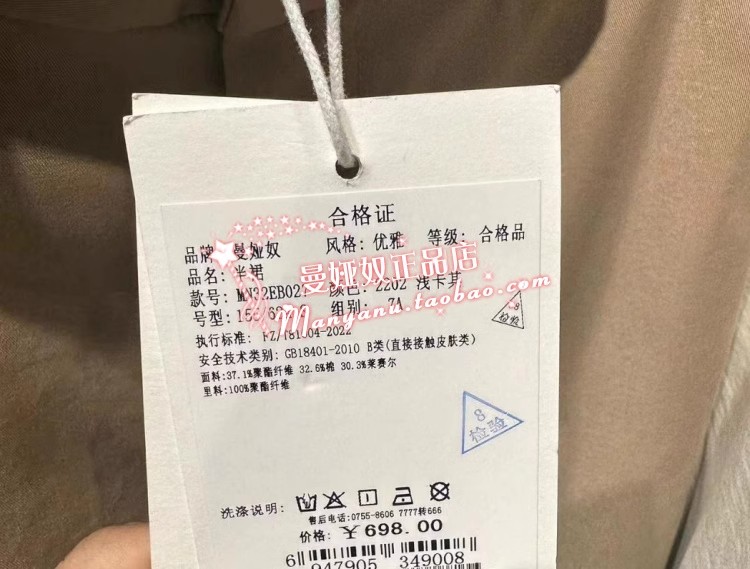 合格证
品牌 曼娅奴 风格: 优雅 等级: 合格品
品名: 半裙
曼娅奴正品店
款号: 颜色: 2202 浅卡其
Manyanu.taobao.com
号型: 组别: 7A
8
检验
执行标准: FZ/T81004-2022
安全技术类别: GB18401-2010 B类(直接接触皮肤类)
面料:37.1%聚酯纤维 32.6%棉 30.3%莱赛尔
里料:100%聚酯纤维
8
检验
洗涤说明:
售后电话:0755-8606 7777转666
价格: ￥698.00
6 947905 349008